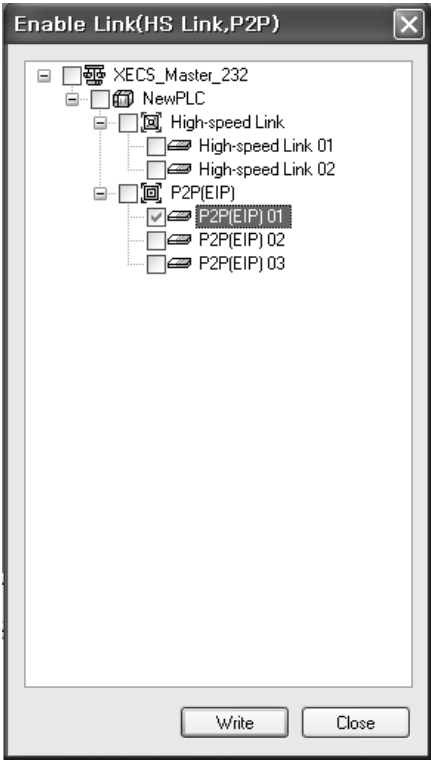 Enable Link(HS Link,P2P)
XECS_Master_232
NewPLC
High-speed Link
High-speed Link 01
High-speed Link 02
P2P(EIP)
P2P(EIP) 01
P2P(EIP) 02
P2P(EIP) 03
Write Close